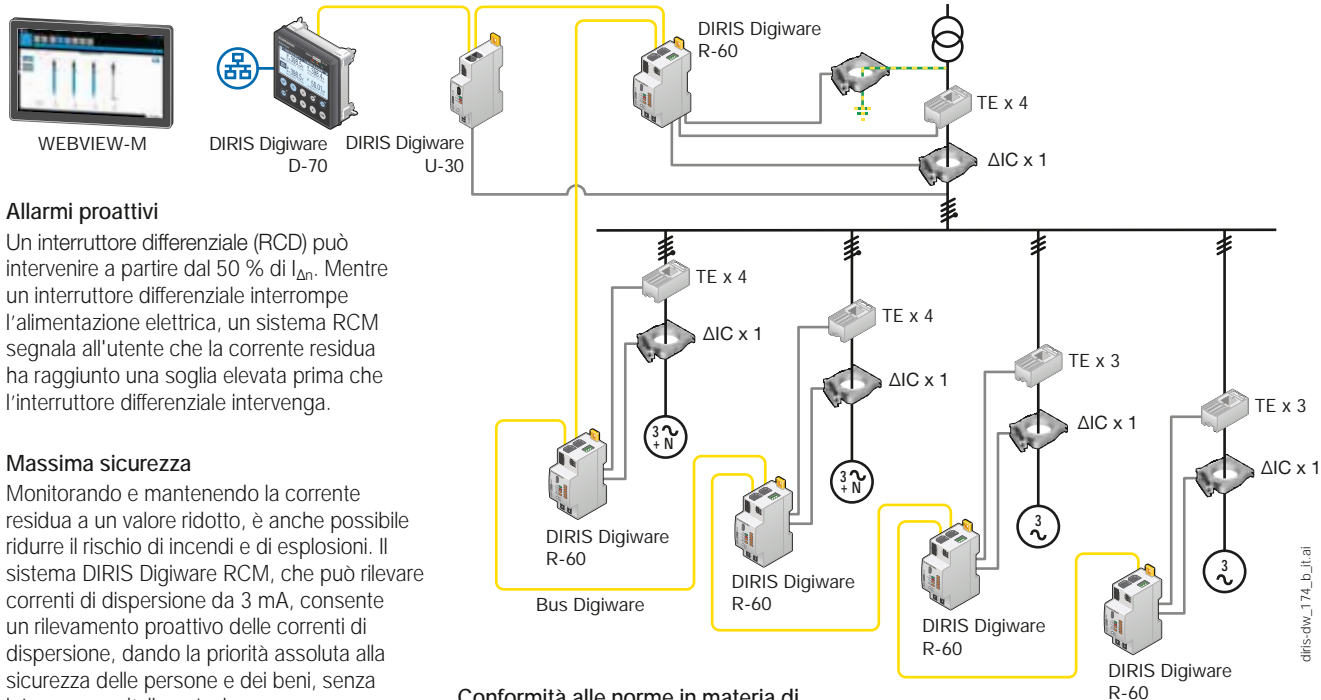 DIRIS Digiware
R-60
TE x 4
WEBVIEW-M
DIRIS Digiware
D-70
DIRIS Digiware
U-30
ΔIC x 1
Allarmi proattivi
Un interruttore differenziale (RCD) può
intervenire a partire dal 50 % di IΔn. Mentre
un interruttore differenziale interrompe
l'alimentazione elettrica, un sistema RCM
segnala all'utente che la corrente residua
ha raggiunto una soglia elevata prima che
l'interruttore differenziale intervenga.
Massima sicurezza
Monitorando e mantenendo la corrente
residua a un valore ridotto, è anche possibile
ridurre il rischio di incendi e di esplosioni. Il
sistema DIRIS Digiware RCM, che può rilevare
correnti di dispersione da 3 mA, consente
un rilevamento proattivo delle correnti di
dispersione, dando la priorità assoluta alla
sicurezza delle persone e dei beni, senza
TE x 4
ΔIC x 1
3
+ N
DIRIS Digiware
R-60
Bus Digiware
TE x 4
ΔIC x 1
3
+ N
DIRIS Digiware
R-60
TE x 3
ΔIC x 1
3
DIRIS Digiware
R-60
TE x 3
ΔIC x 1
3
DIRIS Digiware
R-60
diris-dw_174_b_it.ai
Conformità alle norme in materia di